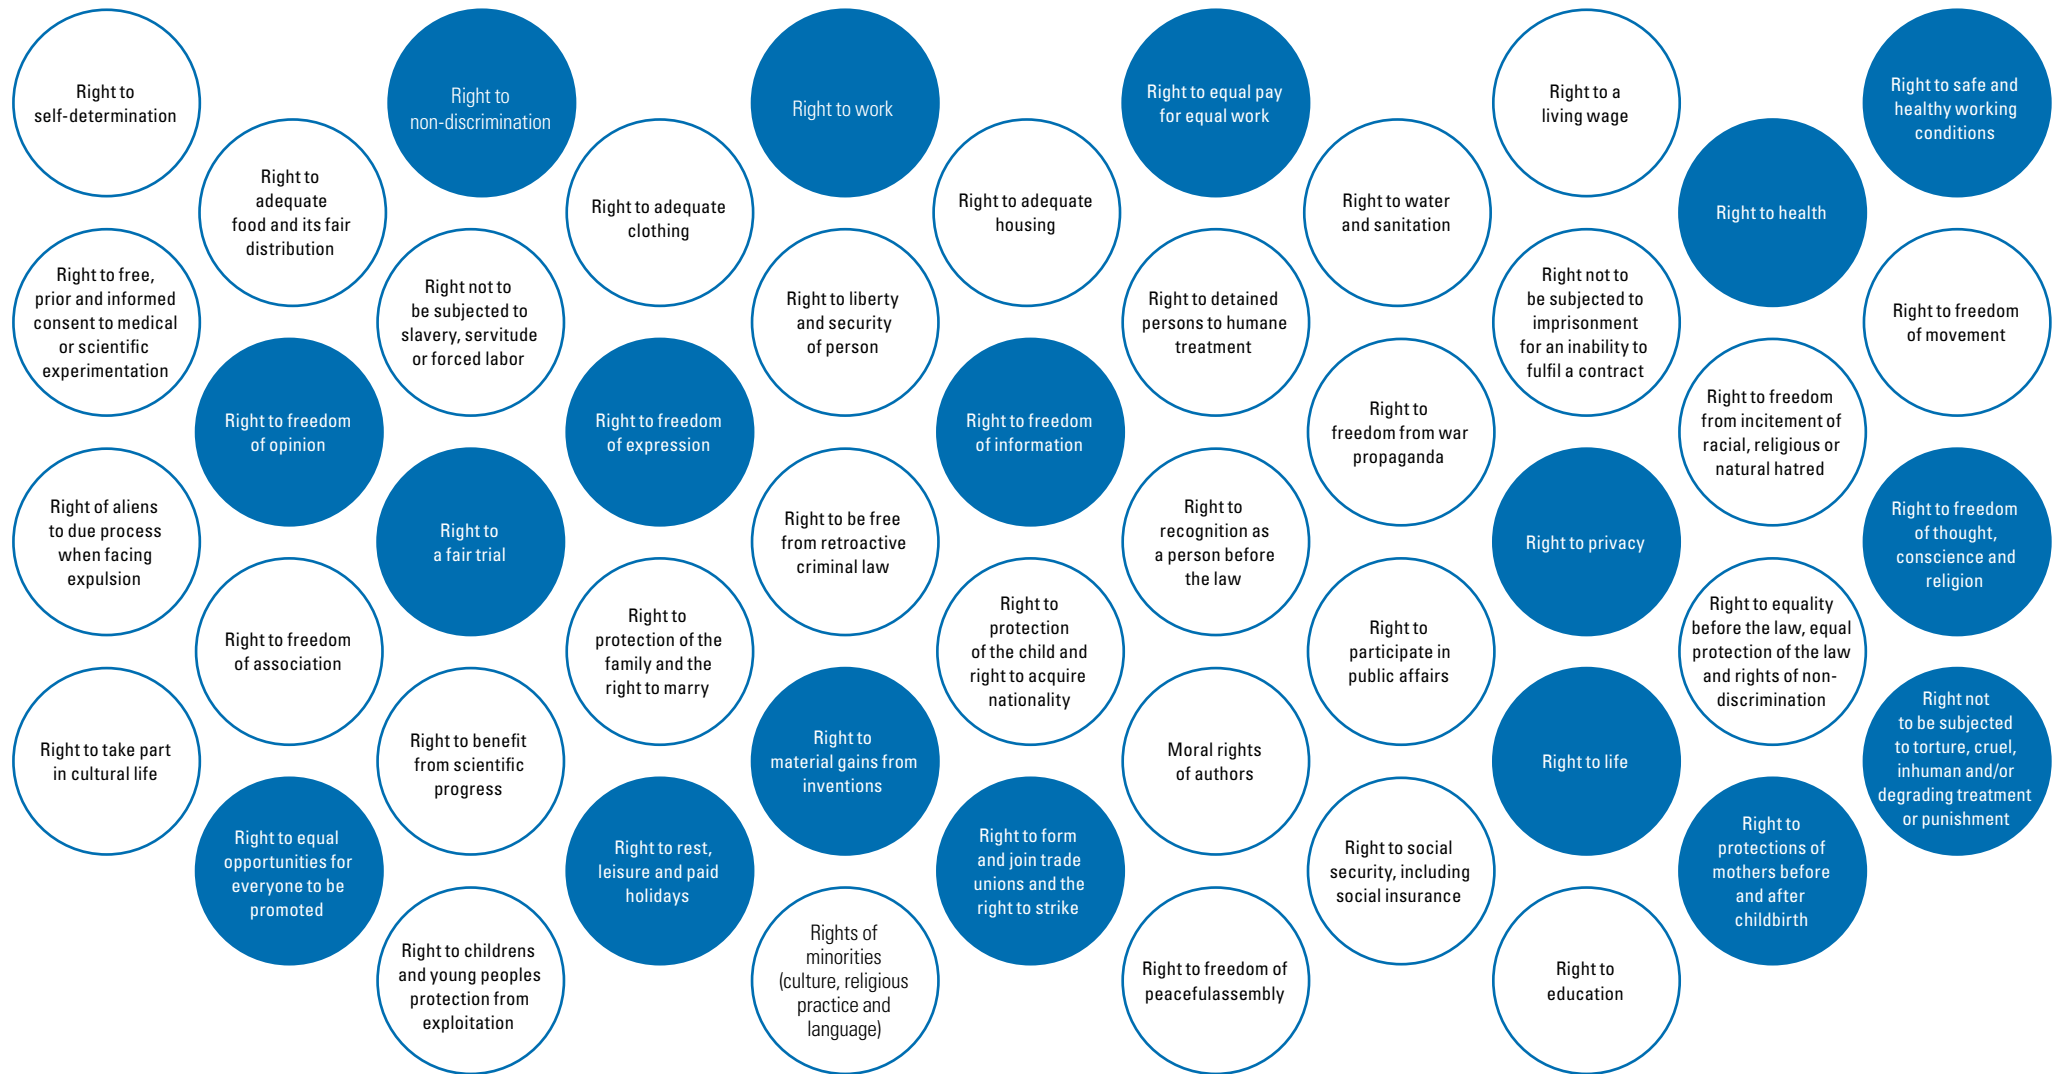 Right to
self-determination
Right to
non-discrimination
Right to work
Right to equal pay
for equal work
Right to a
living wage
Right to safe and
healthy working
conditions
Right to
adequate
food and its fair
distribution
Right to adequate
clothing
Right to adequate
housing
Right to water
and sanitation
Right to health
Right to free,
prior and informed
consent to medical
or scientific
experimentation
Right not to
be subjected to
slavery, servitude
or forced labor
Right to liberty
and security
of person
Right to detained
persons to humane
treatment
Right not to
be subjected to
imprisonment
for an inability to
fulfil a contract
Right to freedom
of movement
Right to freedom
of opinion
Right to freedom
of expression
Right to freedom
of information
Right to
freedom from war
propaganda
Right to freedom
from incitement of
racial, religious or
natural hatred
Right of aliens
to due process
when facing
expulsion
Right to
a fair trial
Right to be free
from retroactive
criminal law
Right to
recognition as
a person before
the law
Right to privacy
Right to freedom
of thought,
conscience and
religion
Right to freedom
of association
Right to
protection of the
family and the
right to marry
Right to
protection
of the child and
right to acquire
nationality
Right to
participate in
public affairs
Right to equality
before the law, equal
protection of the law
and rights of non-
discrimination
Right to take part
in cultural life
Right to benefit
from scientific
progress
Right to
material gains from
inventions
Moral rights
of authors
Right to life
Right not
to be subjected
to torture, cruel,
inhuman and/or
degrading treatment
or punishment
Right to equal
opportunities for
everyone to be
promoted
Right to rest,
leisure and paid
holidays
Right to form
and join trade
unions and the
right to strike
Right to social
security, including
social insurance
Right to
protections of
mothers before
and after
childbirth
Right to childrens
and young peoples
protection from
exploitation
Rights of
minorities
(culture, religious
practice and
language)
Right to freedom of
peacefulassembly
Right to
education